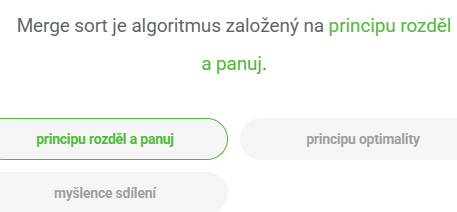 Merge sort je algoritmus založený na principu rozděl
a panuj.
principu rozděl a panuj
principu optimality
myšlence sdílení